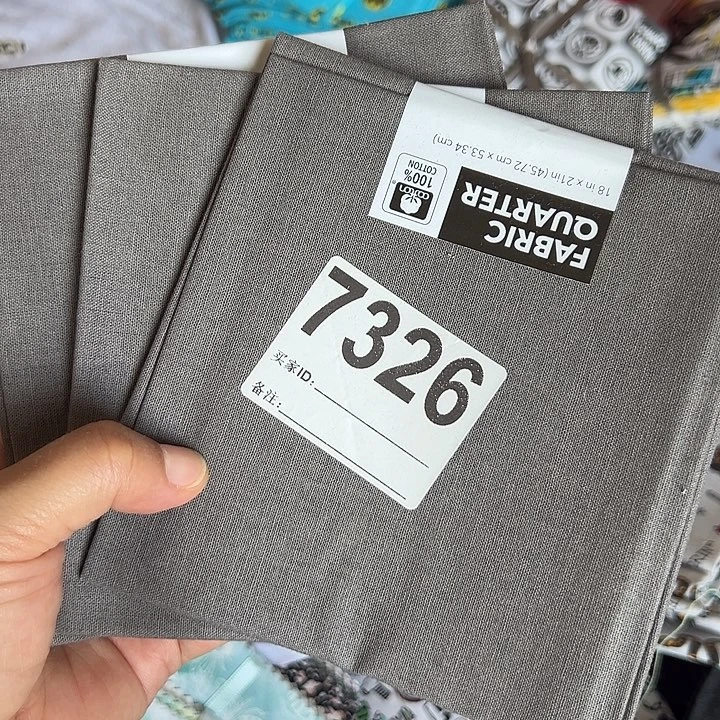 18 in x 21in (45.72 cm x 53.34 cm)
FABRIC
QUARTER
cotton
100%
COTTON
7326
买家ID:
备注: